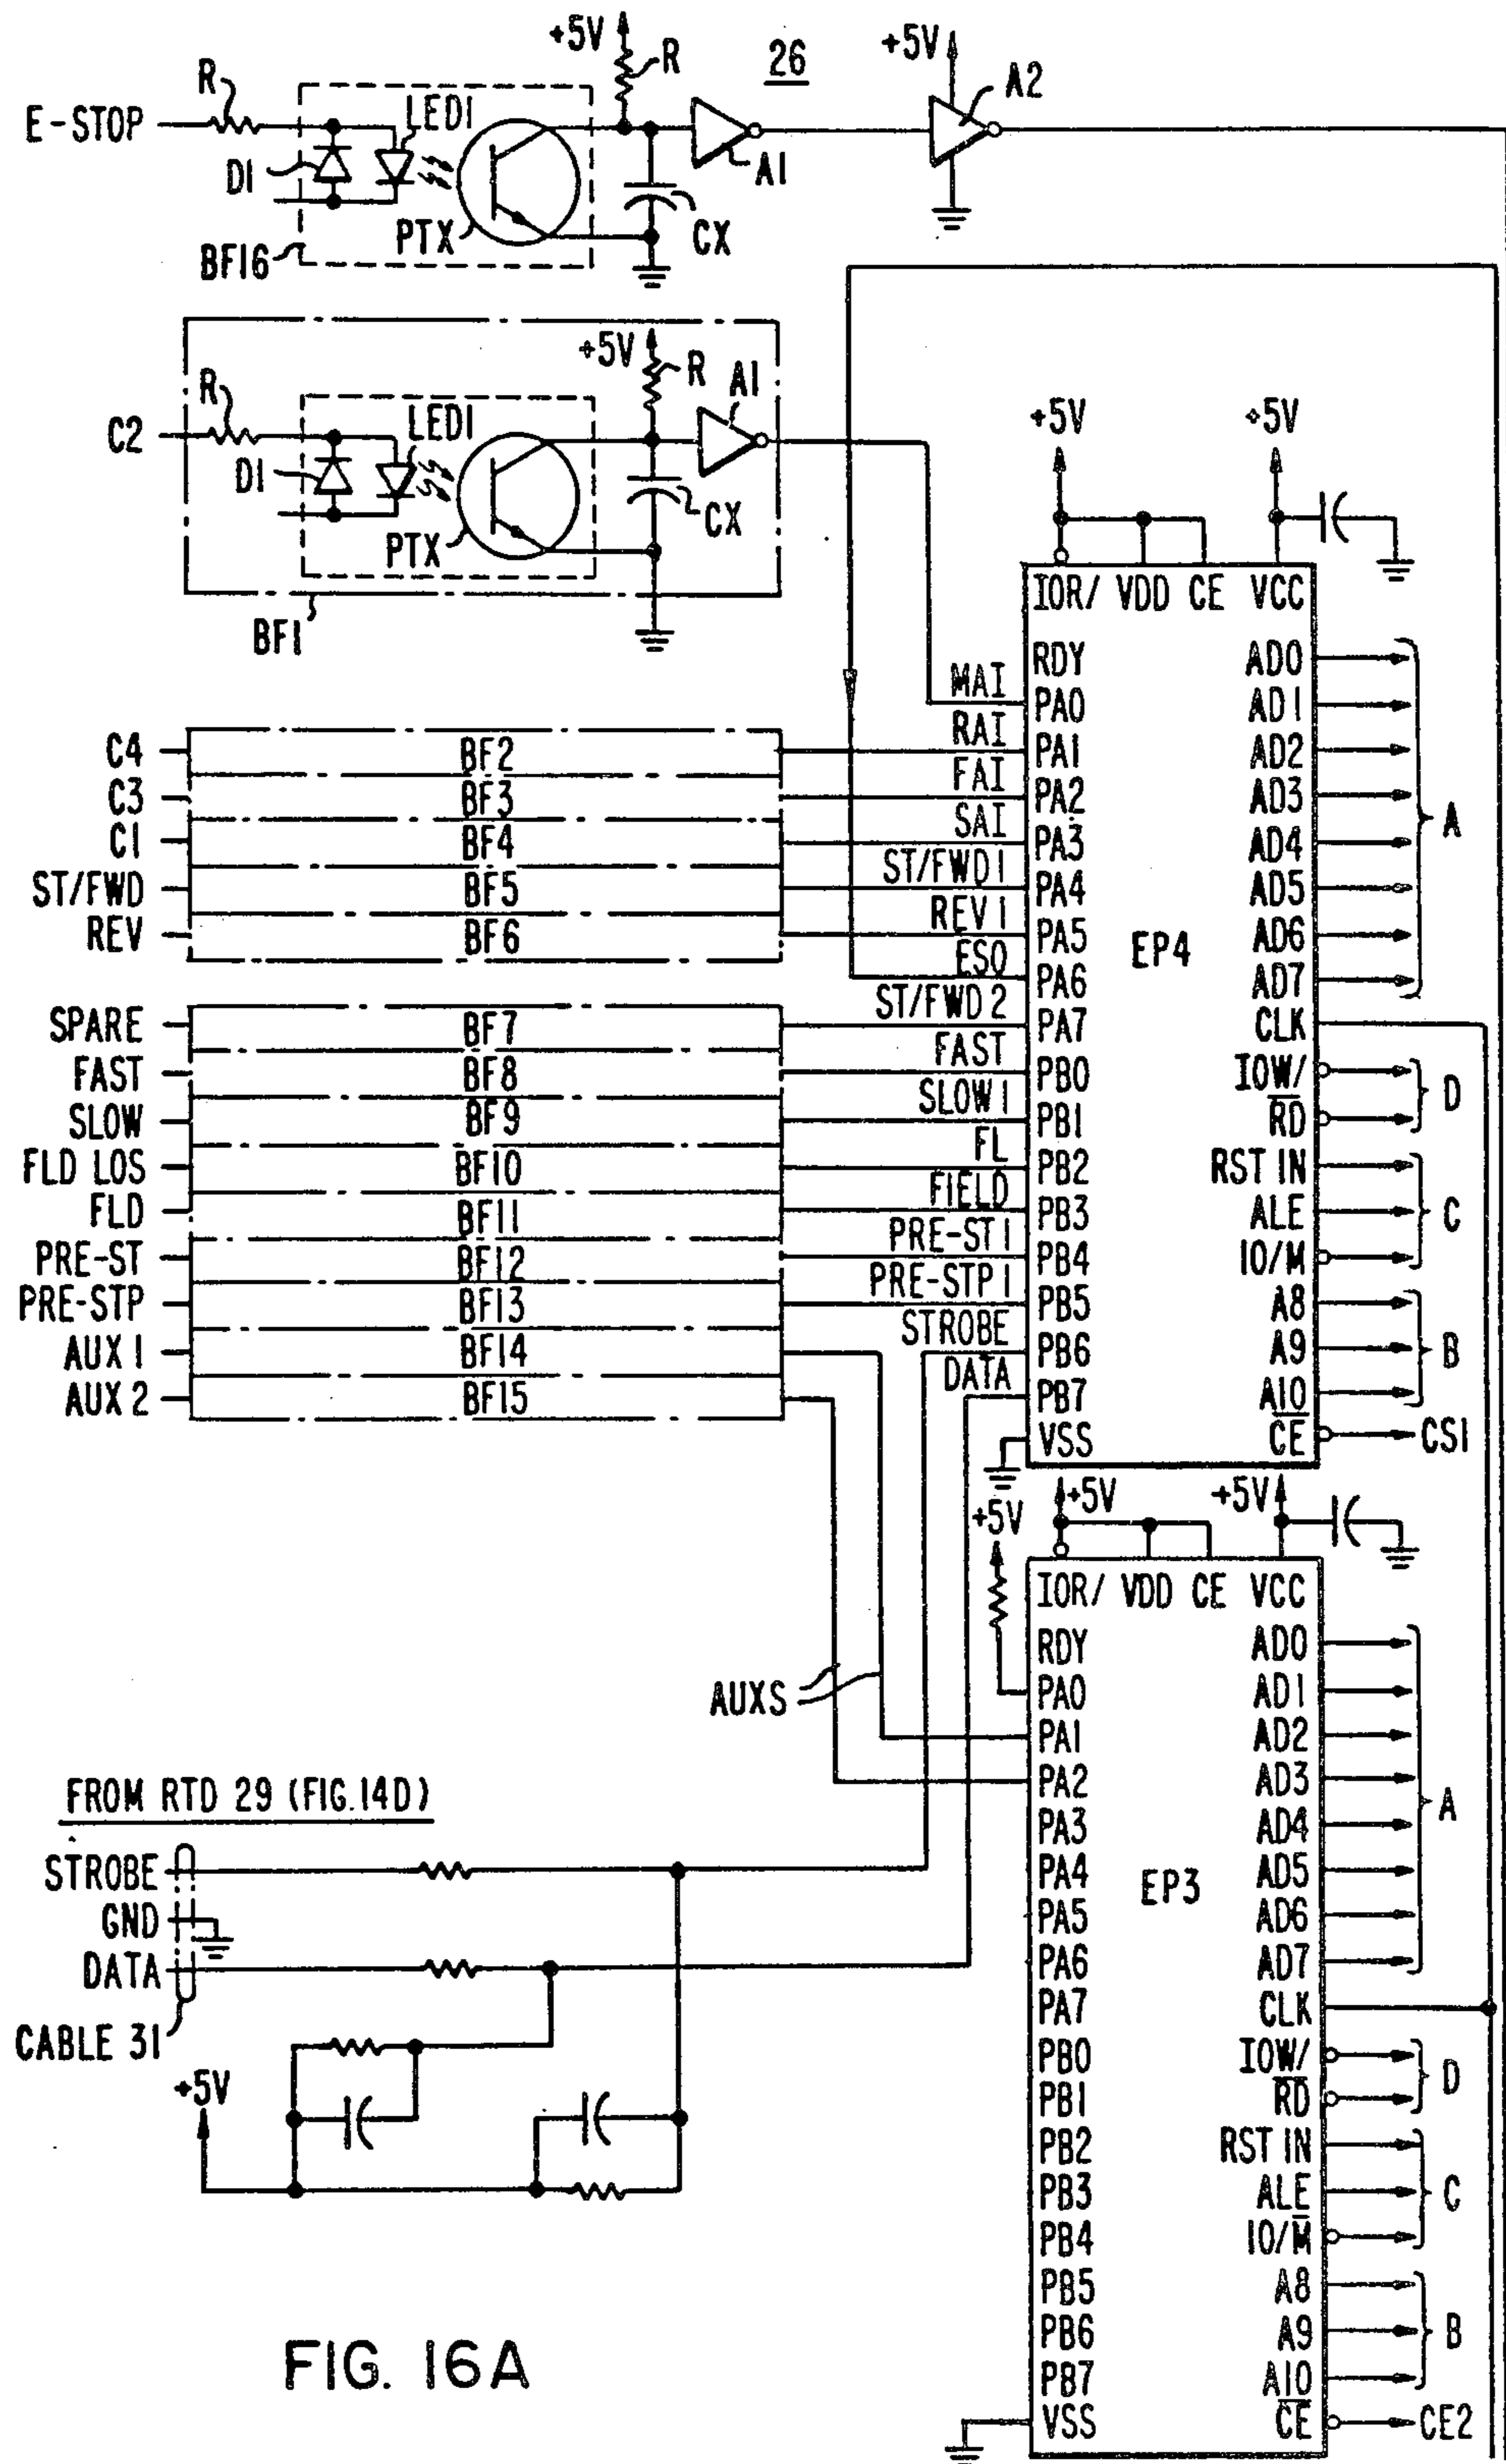 +5V
R
26
+5V
A2
R
E-STOP
LED1
D1
A1
PTX
CX
BF16
+5V
R
A1
R
LED1
C2
D1
CX
PTX
BF1
+5V
+5V
IOR/ VDD CE VCC
RDY
AD0
MAI
PA0
AD1
C4
BF2
RAI
PA1
AD2
C3
BF3
FAI
PA2
AD3
A
C1
BF4
SAI
PA3
AD4
ST/FWD
BF5
ST/FWD1
PA4
AD5
REV
BF6
REV1
PA5
EP4
AD6
ESO
PA6
AD7
SPARE
BF7
ST/FWD2
PA7
CLK
FAST
BF8
FAST
PB0
IOW/
D
SLOW
BF9
SLOW1
PB1
R̅D̅
FLD LOS
BF10
FL
PB2
RST IN
FLD
BF11
FIELD
PB3
ALE
C
PRE-ST
BF12
PRE-ST1
PB4
IO/M̅
PRE-STP
BF13
PRE-STP1
PB5
A8
AUX 1
BF14
STROBE
PB6
A9
B
AUX 2
BF15
DATA
PB7
A10
VSS
C̅E̅
CS1
+5V
+5V
+5V
IOR/ VDD CE VCC
RDY
AD0
AUXS
PA0
AD1
PA1
AD2
PA2
AD3
A
PA3
AD4
PA4
EP3
AD5
PA5
AD6
PA6
AD7
PA7
CLK
PB0
IOW/
D
PB1
R̅D̅
PB2
RST IN
PB3
ALE
C
PB4
IO/M̅
PB5
A8
PB6
A9
B
PB7
A10
VSS
C̅E̅
CE2
FROM RTD 29 (FIG.14D)
STROBE
GND
DATA
CABLE 31
+5V
FIG. 16A